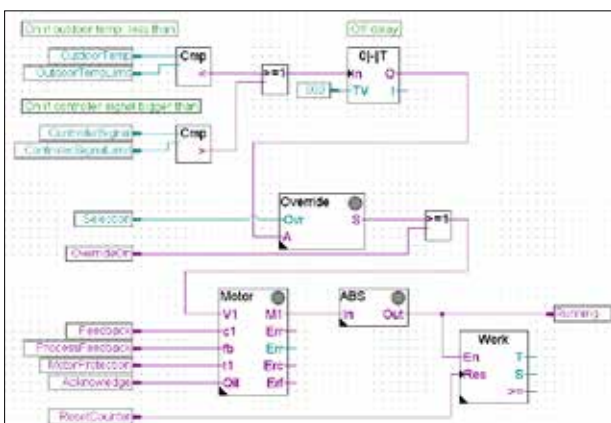 On if outdoor temp. less than
Off delay
OutdoorTemp
OutdoorTempLimit
Cmp
<
>=1
0|-||T
In
Q
TV
t
On if controller signal bigger than
ControllerSignal
ControllerSignalLimit
Cmp
>
Selection
OverrideOn
Override
Ovr
S
A
>=1
Motor
V1
M1
c1
Err
fb
Err
t1
Erc
Qit
Erf
Feedback
ProcessFeedback
MotorProtection
Acknowledge
ResetCounter
ABS
In
Out
Running
Work
En
T
Res
S
>=